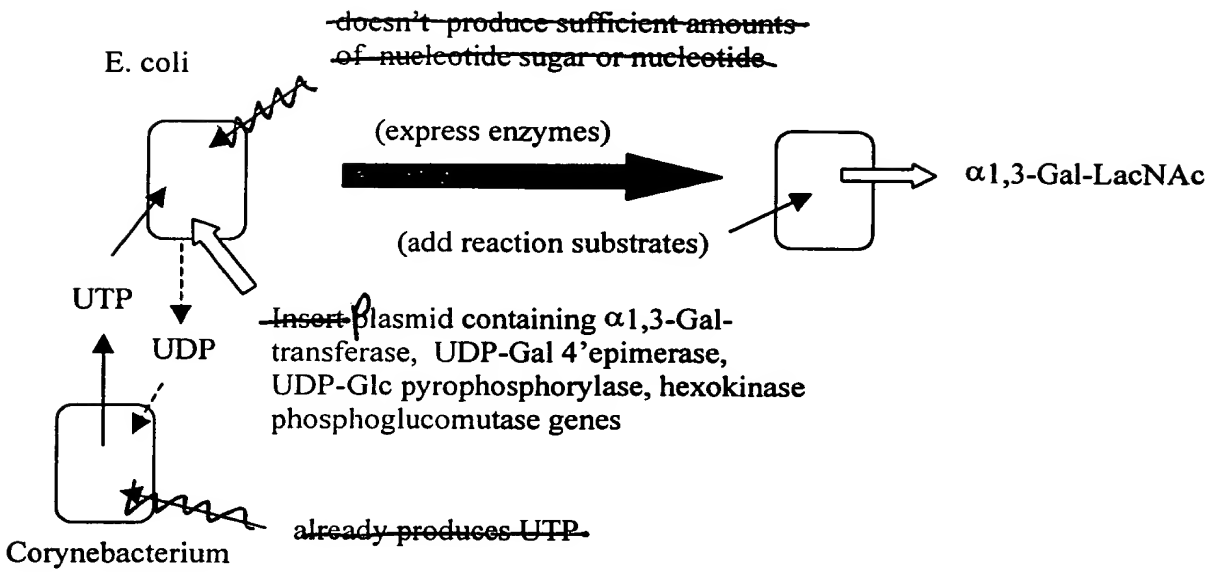 doesn't produce sufficient amounts
of nucleotide sugar or nucleotide
E. coli
(express enzymes)
α1,3-Gal-LacNAc
(add reaction substrates)
UTP
UDP
Insert plasmid containing α1,3-Gal-
transferase, UDP-Gal 4’epimerase,
UDP-Glc pyrophosphorylase, hexokinase
phosphoglucomutase genes
already produces UTP
Corynebacterium